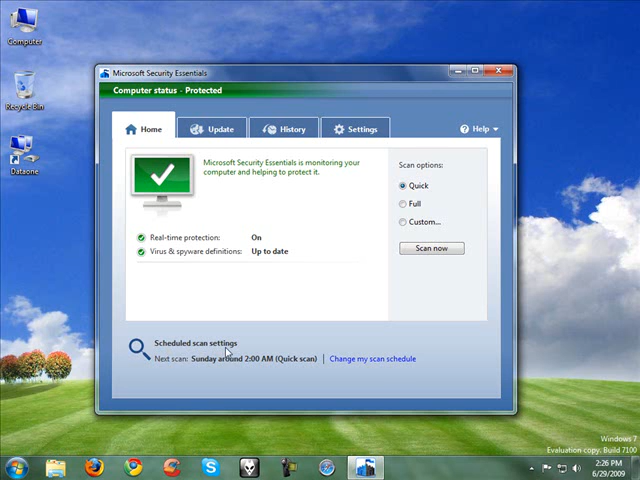 Computer
Recycle Bin
Dataone
Microsoft Security Essentials
Computer status - Protected
Home
Update
History
Settings
Help
Microsoft Security Essentials is monitoring your
computer and helping to protect it.
Real-time protection: On
Virus & spyware definitions: Up to date
Scan options:
Quick
Full
Custom...
Scan now
Scheduled scan settings
Next scan: Sunday around 2:00 AM (Quick scan) | Change my scan schedule
Windows 7
Evaluation copy. Build 7100
2:26 PM
6/29/2009